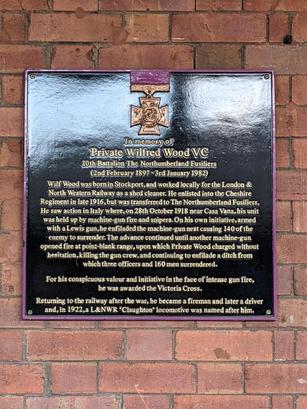 In memory of
Private Wilfred Wood VC
10th Battalion The Northumberland Fusiliers
(2nd February 1897 - 3rd January 1982)
Wilf Wood was born in Stockport, and worked locally for the London &
North Western Railway as a shed cleaner. He enlisted into the Cheshire
Regiment in late 1916, but was transferred to The Northumberland Fusiliers.
He saw action in Italy where, on 28th October 1918 near Casa Vana, his unit
was held up by machine-gun fire and snipers. On his own initiative, armed
with a Lewis gun, he enfiladed the machine-gun nest causing 140 of the
enemy to surrender. The advance continued until another machine-gun
opened fire at point-blank range, upon which Private Wood charged without
hesitation, killing the gun crew, and continuing to enfilade a ditch from
which three officers and 160 men surrendered.
For his conspicuous valour and initiative in the face of intense gun fire,
he was awarded the Victoria Cross.
Returning to the railway after the war, he became a fireman and later a driver
and, in 1922, a L&NWR 'Claughton' locomotive was named after him.